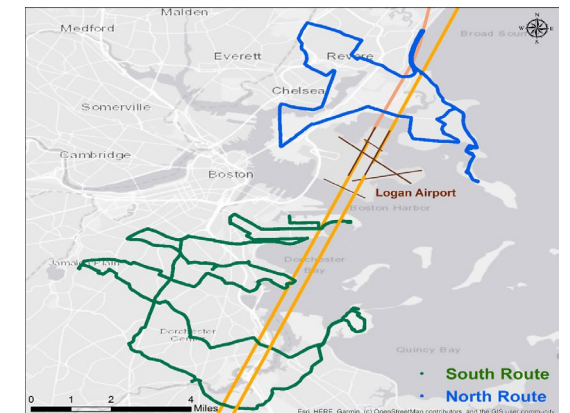 Malden
Medford
N
W E
S
Broad Sound
Everett
Revere
Chelsea
Somerville
Cambridge
Boston
Logan Airport
Boston Harbor
Jamaica Plain
Dorchester
Bay
Dorchester
Quincy Bay
South Route
North Route
0 1 2 4
Miles
Esri, HERE, Garmin, (c) OpenStreetMap contributors, and the GIS user community